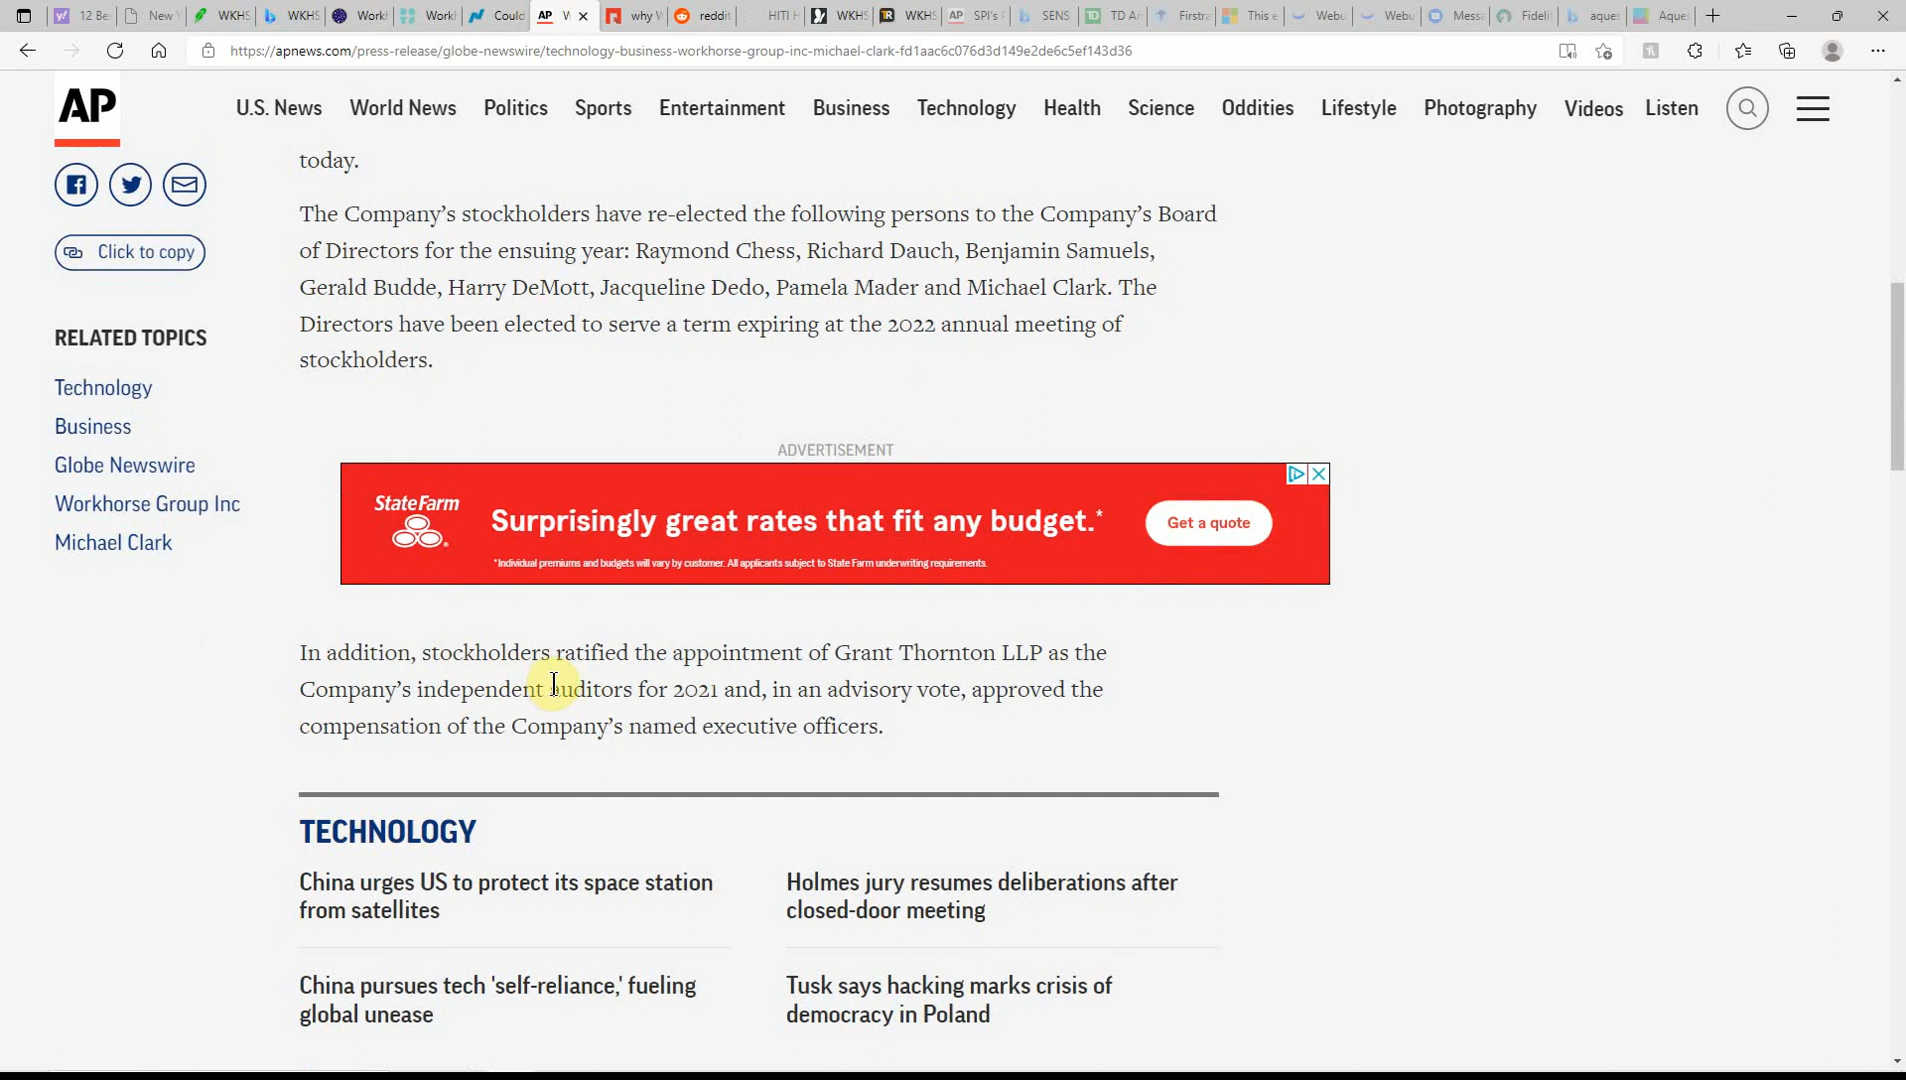 12 Be
New Y
WKHS
WKHS
Workl
Workl
Could
W
why W
reddit
HITI H
WKHS
WKHS
SPI's F
SENS
TD An
Firstra
This e
Webu
Webu
Messa
Fidelit
aques
Aques
https://apnews.com/press-release/globe-newswire/technology-business-workhorse-group-inc-michael-clark-fd1aac6c076d3d149e2de6c5ef143d36
AP
U.S. News World News Politics Sports Entertainment Business Technology Health Science Oddities Lifestyle Photography Videos Listen
Click to copy
RELATED TOPICS
Technology
Business
Globe Newswire
Workhorse Group Inc
Michael Clark
today.
The Company's stockholders have re-elected the following persons to the Company's Board
of Directors for the ensuing year: Raymond Chess, Richard Dauch, Benjamin Samuels,
Gerald Budde, Harry DeMott, Jacqueline Dedo, Pamela Mader and Michael Clark. The
Directors have been elected to serve a term expiring at the 2022 annual meeting of
stockholders.
ADVERTISEMENT
StateFarm
Surprisingly great rates that fit any budget.*
*Individual premiums and budgets will vary by customer. All applicants subject to State Farm underwriting requirements.
Get a quote
In addition, stockholders ratified the appointment of Grant Thornton LLP as the
Company's independent auditors for 2021 and, in an advisory vote, approved the
compensation of the Company's named executive officers.
TECHNOLOGY
China urges US to protect its space station
from satellites
Holmes jury resumes deliberations after
closed-door meeting
China pursues tech 'self-reliance,' fueling
global unease
Tusk says hacking marks crisis of
democracy in Poland